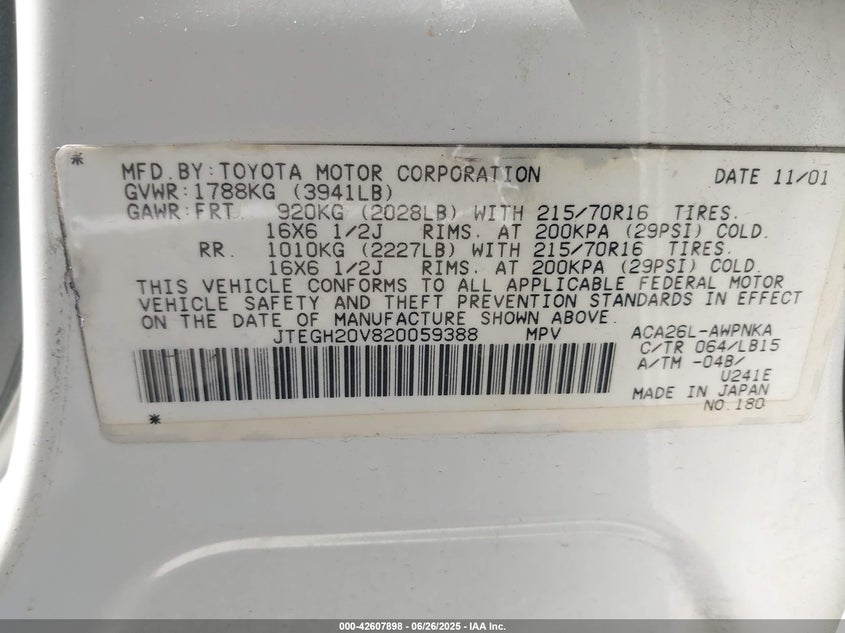 *
MFD.BY:TOYOTA MOTOR CORPORATION DATE 11/01
GVWR:1788KG (3941LB)
GAWR:FRT. 920KG (2028LB) WITH 215/70R16 TIRES.
16X6 1/2J RIMS. AT 200KPA (29PSI) COLD.
RR. 1010KG (2227LB) WITH 215/70R16 TIRES.
16X6 1/2J RIMS. AT 200KPA (29PSI) COLD.
THIS VEHICLE CONFORMS TO ALL APPLICABLE FEDERAL MOTOR
VEHICLE SAFETY AND THEFT PREVENTION STANDARDS IN EFFECT
ON THE DATE OF MANUFACTURE SHOWN ABOVE.
JTEGH20V820059388 MPV ACA26L-AWPNKA
C/TR 064/LB15
A/TM -04B/
U241E
MADE IN JAPAN
NO.180
*
000-42607898 - 06/26/2025 - IAA Inc.